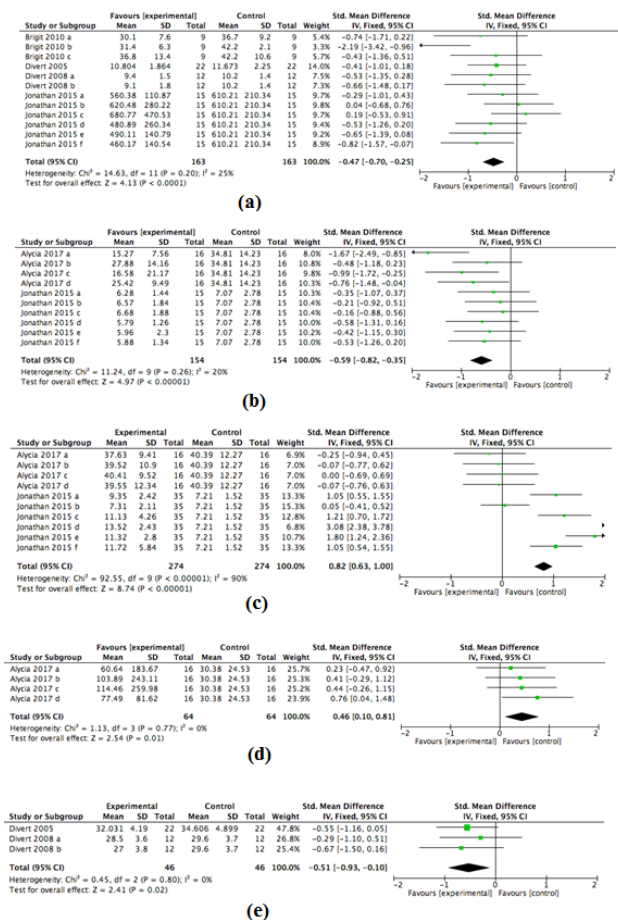 Favours [experimental] Control Std. Mean Difference Std. Mean Difference
Study or Subgroup Mean SD Total Mean SD Total Weight IV, Fixed, 95% CI IV, Fixed, 95% CI
Brigit 2010 a 30.1 7.6 9 36.7 9.2 9 5.4% -0.74 [-1.71, 0.22]
Brigit 2010 b 31.4 6.3 9 42.2 2.1 9 3.3% -2.19 [-3.42, -0.96]
Brigit 2010 c 36.8 13.4 9 42.2 10.6 9 5.7% -0.43 [-1.36, 0.51]
Divert 2005 10.804 1.864 22 11.673 2.25 22 13.9% -0.41 [-1.01, 0.18]
Divert 2008 a 9.4 1.5 12 10.2 1.4 12 7.5% -0.53 [-1.35, 0.28]
Divert 2008 b 9.1 1.8 12 10.2 1.4 12 7.3% -0.66 [-1.48, 0.17]
Jonathan 2015 a 560.38 110.87 15 610.21 210.34 15 -0.29 [-1.01, 0.43]
Jonathan 2015 b 620.48 280.22 15 610.21 210.34 15 0.04 [-0.68, 0.76]
Jonathan 2015 c 680.77 470.53 15 610.21 210.34 15 0.19 [-0.53, 0.91]
Jonathan 2015 d 480.89 260.34 15 610.21 210.34 15 -0.53 [-1.26, 0.20]
Jonathan 2015 e 490.11 140.79 15 610.21 210.34 15 -0.65 [-1.39, 0.08]
Jonathan 2015 f 460.17 140.54 15 610.21 210.34 15 -0.82 [-1.57, -0.07]
Total (95% CI) 163 163 100.0% -0.47 [-0.70, -0.25]
Heterogeneity: Chi² = 14.63, df = 11 (P = 0.20); I² = 25%
Test for overall effect: Z = 4.13 (P < 0.0001)
-4 -2 0 2 4
Favours [experimental] Favours [control]
(a)
Favours [experimental] Control Std. Mean Difference Std. Mean Difference
Study or Subgroup Mean SD Total Mean SD Total Weight IV, Fixed, 95% CI IV, Fixed, 95% CI
Alycia 2017 a 15.27 7.56 16 34.81 14.23 16 8.0% -1.67 [-2.49, -0.85]
Alycia 2017 b 27.88 14.16 16 34.81 14.23 16 -0.48 [-1.18, 0.23]
Alycia 2017 c 16.58 21.17 16 34.81 14.23 16 -0.99 [-1.72, -0.25]
Alycia 2017 d 25.42 9.49 16 34.81 14.23 16 -0.76 [-1.48, -0.04]
Jonathan 2015 a 6.28 1.44 15 7.07 2.78 15 -0.35 [-1.07, 0.37]
Jonathan 2015 b 6.57 1.84 15 7.07 2.78 15 -0.21 [-0.92, 0.51]
Jonathan 2015 c 6.68 1.88 15 7.07 2.78 15 -0.16 [-0.88, 0.56]
Jonathan 2015 d 5.79 1.26 15 7.07 2.78 15 -0.58 [-1.31, 0.16]
Jonathan 2015 e 5.96 2.3 15 7.07 2.78 15 -0.42 [-1.15, 0.30]
Jonathan 2015 f 5.88 1.34 15 7.07 2.78 15 -0.53 [-1.26, 0.20]
Total (95% CI) 154 154 100.0% -0.59 [-0.82, -0.35]
Heterogeneity: Chi² = 11.24, df = 9 (P = 0.26); I² = 20%
Test for overall effect: Z = 4.97 (P < 0.00001)
-2 -1 0 1 2
Favours [experimental] Favours [control]
(b)
Experimental Control Std. Mean Difference Std. Mean Difference
Study or Subgroup Mean SD Total Mean SD Total Weight IV, Fixed, 95% CI IV, Fixed, 95% CI
Alycia 2017 a 37.63 9.41 16 40.39 12.27 16 6.9% -0.25 [-0.94, 0.45]
Alycia 2017 b 39.52 10.9 16 40.39 12.27 16 7.0% -0.07 [-0.77, 0.62]
Alycia 2017 c 40.41 9.52 16 40.39 12.27 16 7.0% 0.00 [-0.69, 0.69]
Alycia 2017 d 39.55 12.34 16 40.39 12.27 16 7.0% -0.07 [-0.76, 0.63]
Jonathan 2015 a 9.35 2.42 35 7.21 1.52 35 13.3% 1.05 [0.55, 1.55]
Jonathan 2015 b 7.31 2.11 35 7.21 1.52 35 0.05 [-0.41, 0.52]
Jonathan 2015 c 11.13 4.26 35 7.21 1.52 35 12.8% 1.21 [0.70, 1.72]
Jonathan 2015 d 13.52 2.43 35 7.21 1.52 35 3.08 [2.38, 3.78]
Jonathan 2015 e 11.32 2.8 35 7.21 1.52 35 10.7% 1.80 [1.24, 2.36]
Jonathan 2015 f 11.72 5.84 35 7.21 1.52 35 1.05 [0.54, 1.55]
Total (95% CI) 274 274 100.0% 0.82 [0.63, 1.00]
Heterogeneity: Chi² = 92.55, df = 9 (P < 0.00001); I² = 90%
Test for overall effect: Z = 8.74 (P < 0.00001)
-2 -1 0 1 2
Favours [experimental] Favours [control]
(c)
Favours [experimental] Control Std. Mean Difference Std. Mean Difference
Study or Subgroup Mean SD Total Mean SD Total Weight IV, Fixed, 95% CI IV, Fixed, 95% CI
Alycia 2017 a 60.64 183.67 16 30.38 24.53 16 25.7% 0.23 [-0.47, 0.92]
Alycia 2017 b 103.89 243.11 16 30.38 24.53 16 25.3% 0.41 [-0.29, 1.12]
Alycia 2017 c 114.46 259.98 16 30.38 24.53 16 0.44 [-0.26, 1.15]
Alycia 2017 d 77.49 81.62 16 30.38 24.53 16 0.76 [0.04, 1.48]
Total (95% CI) 64 64 100.0% 0.46 [0.10, 0.81]
Heterogeneity: Chi² = 1.13, df = 3 (P = 0.77); I² = 0%
Test for overall effect: Z = 2.54 (P = 0.01)
-2 -1 0 1 2
Favours [experimental] Favours [control]
(d)
Experimental Control Std. Mean Difference Std. Mean Difference
Study or Subgroup Mean SD Total Mean SD Total Weight IV, Fixed, 95% CI IV, Fixed, 95% CI
Divert 2005 32.031 4.19 22 34.606 4.899 22 47.8% -0.55 [-1.16, 0.05]
Divert 2008 a 28.5 3.6 12 29.6 3.7 12 26.8% -0.29 [-1.10, 0.51]
Divert 2008 b 27 3.8 12 29.6 3.7 12 25.4% -0.67 [-1.50, 0.16]
Total (95% CI) 46 46 100.0% -0.51 [-0.93, -0.10]
Heterogeneity: Chi² = 0.45, df = 2 (P = 0.80); I² = 0%
Test for overall effect: Z = 2.41 (P = 0.02)
-2 -1 0 1 2
Favours [experimental] Favours [control]
(e)